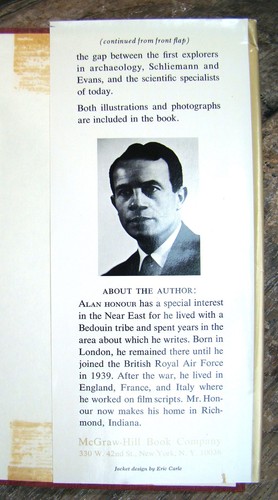 (continued from front flap)
the gap between the first explorers
in archaeology, Schliemann and
Evans, and the scientific specialists
of today.
Both illustrations and photographs
are included in the book.
ABOUT THE AUTHOR:
ALAN HONOUR has a special interest
in the Near East for he lived with a
Bedouin tribe and spent years in the
area about which he writes. Born in
London, he remained there until he
joined the British Royal Air Force
in 1939. After the war, he lived in
England, France, and Italy where
he worked on film scripts. Mr. Hon-
our now makes his home in Rich-
mond, Indiana.
McGraw-Hill Book Company
330 W. 42nd St., New York, N. Y. 10036
Jacket design by Eric Carle